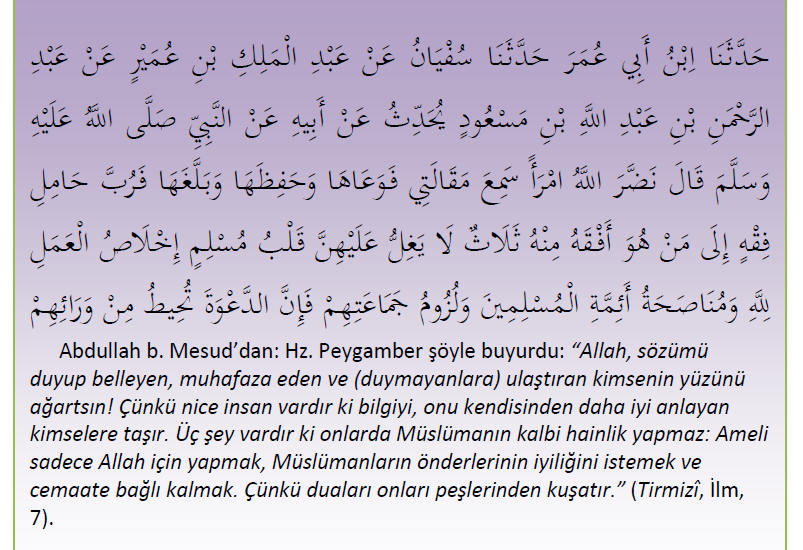 حَدَّثَنَا اِبْنُ أَبِي عُمَرَ حَدَّثَنَا سُفْيَانُ عَنْ عَبْدِ الْمَلِكِ بْنِ عُمَيْرٍ عَنْ عَبْدِ
الرَّحْمَنِ بْنِ عَبْدِ اللَّهِ بْنِ مَسْعُودٍ يُحَدِّثُ عَنْ أَبِيهِ عَنْ النَّبِيِّ صَلَّى اللَّهُ عَلَيْهِ
وَسَلَّمَ قَالَ نَضَّرَ اللَّهُ امْرَأً سَمِعَ مَقَالَتِي فَوَعَاهَا وَحَفِظَهَا وَبَلَّغَهَا فَرُبَّ حَامِلِ
فِقْهٍ إِلَى مَنْ هُوَ أَفْقَهُ مِنْهُ ثَلَاثٌ لَا يَغِلُّ عَلَيْهِنَّ قَلْبُ مُسْلِمٍ إِخْلَاصُ الْعَمَلِ
لِلَّهِ وَمُنَاصَحَةُ أَئِمَّةِ الْمُسْلِمِينَ وَلُزُومُ جَمَاعَتِهِمْ فَإِنَّ الدَّعْوَةَ تُحِيطُ مِنْ وَرَائِهِمْ
Abdullah b. Mesud’dan: Hz. Peygamber şöyle buyurdu: “Allah, sözümü
duyup belleyen, muhafaza eden ve (duymayanlara) ulaştıran kimsenin yüzünü
ağartsın! Çünkü nice insan vardır ki bilgiyi, onu kendisinden daha iyi anlayan
kimselere taşır. Üç şey vardır ki onlarda Müslümanın kalbi hainlik yapmaz: Ameli
sadece Allah için yapmak, Müslümanların önderlerinin iyiliğini istemek ve
cemaate bağlı kalmak. Çünkü duaları onları peşlerinden kuşatır.” (Tirmizî, İlm,
7).